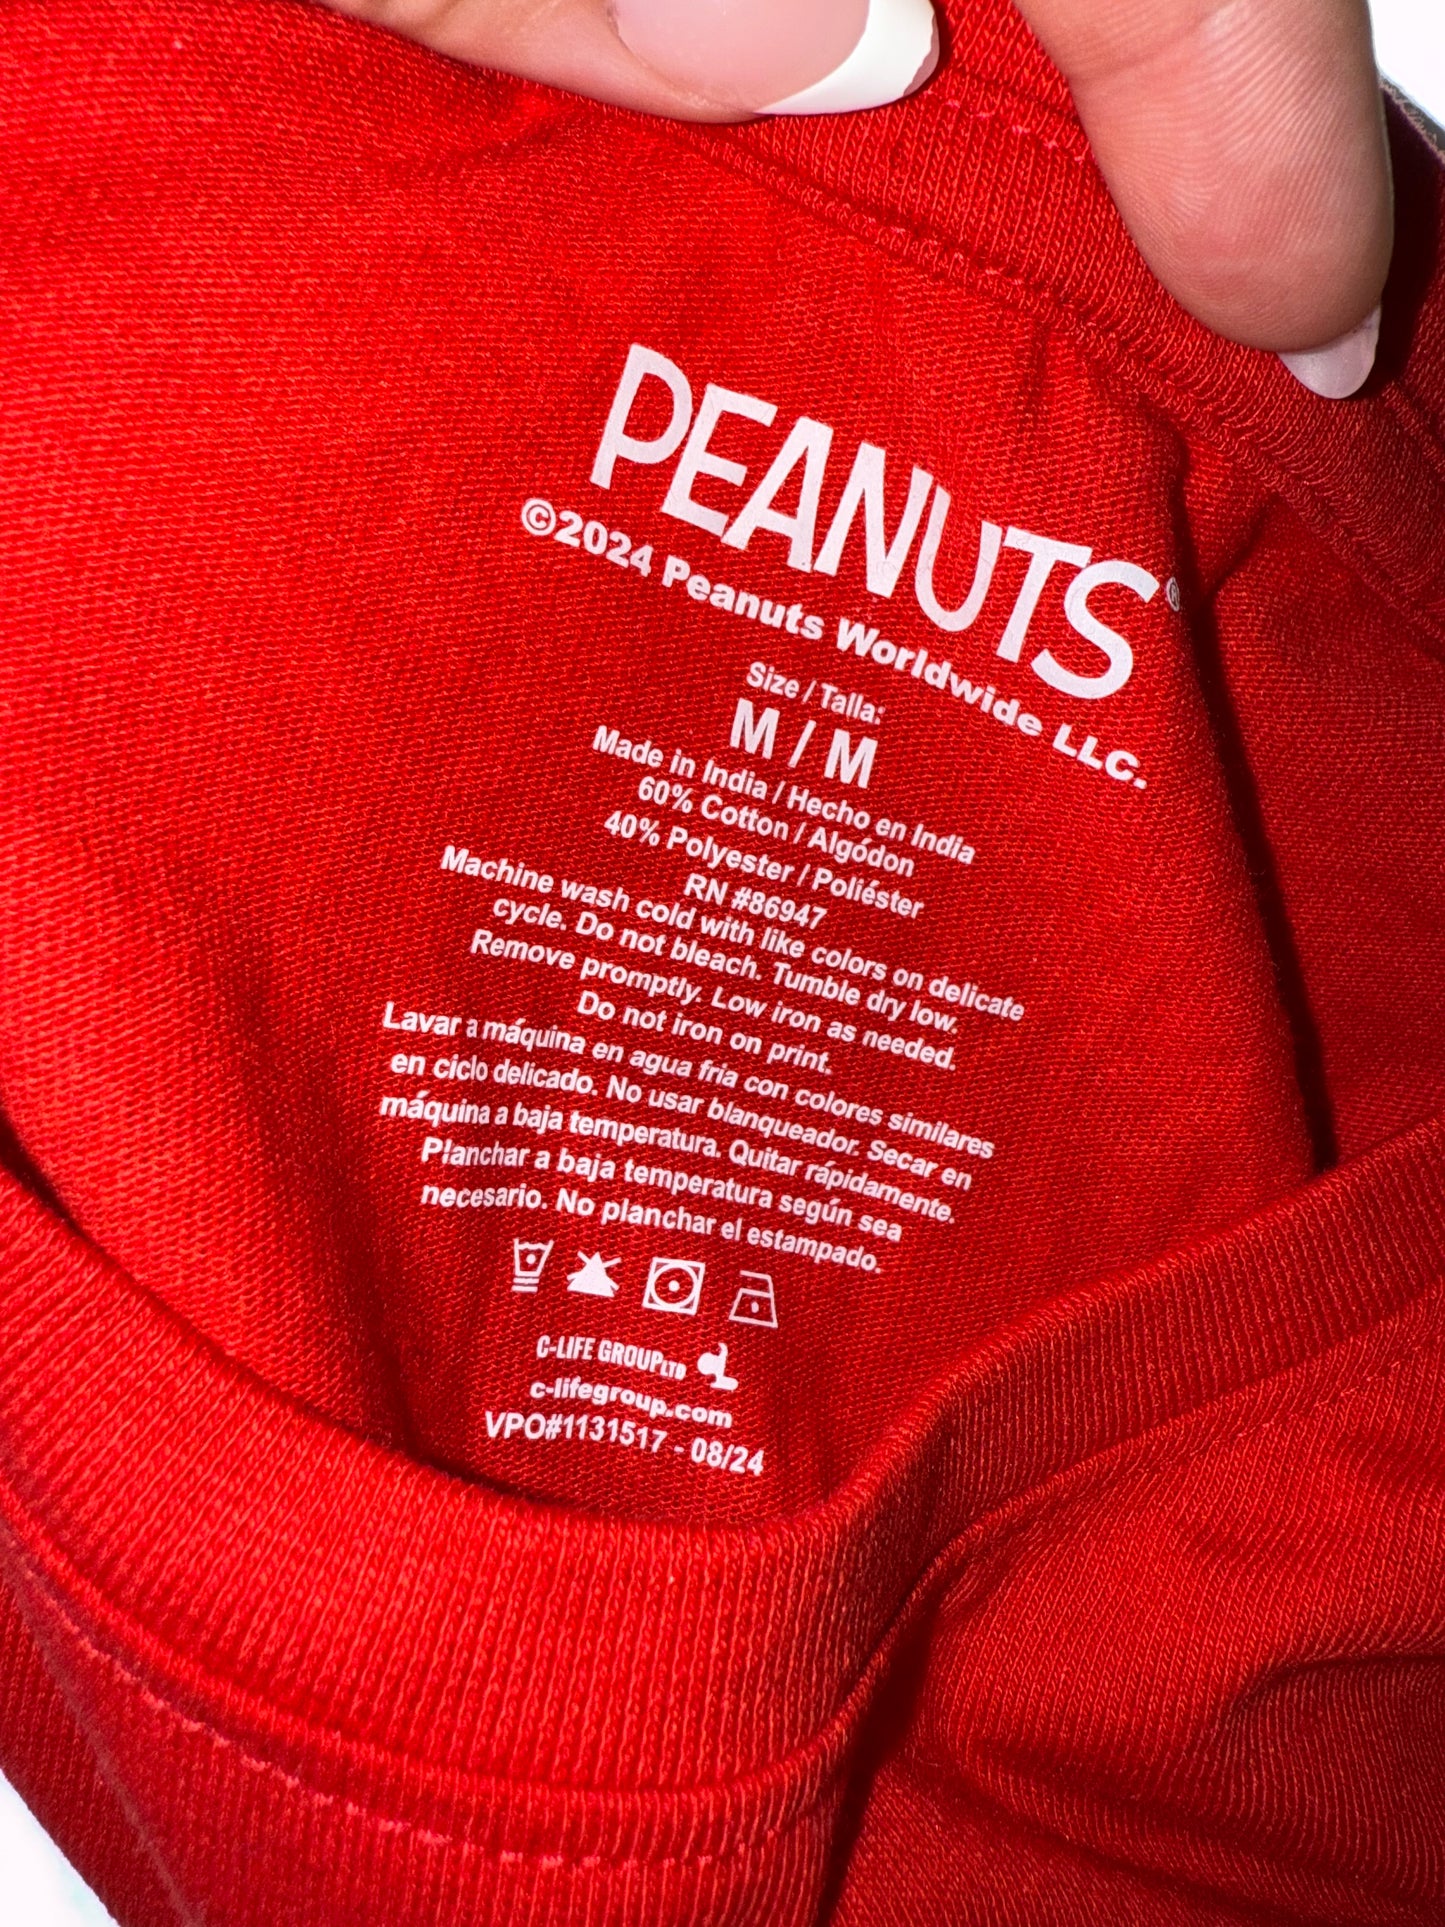 PEANUTS®
©2024 Peanuts Worldwide LLC.
Size / Talla:
M / M
Made in India / Hecho en India
60% Cotton / Algódon
40% Polyester / Poliéster
RN #86947
Machine wash cold with like colors on delicate
cycle. Do not bleach. Tumble dry low.
Remove promptly. Low iron as needed.
Do not iron on print.
Lavar a máquina en agua fria con colores similares
en ciclo delicado. No usar blanqueador. Secar en
máquina a baja temperatura. Quitar rápidamente.
Planchar a baja temperatura según sea
necesario. No planchar el estampado.
C-LIFE GROUP LTD
c-lifegroup.com
VPO#1131517 - 08/24